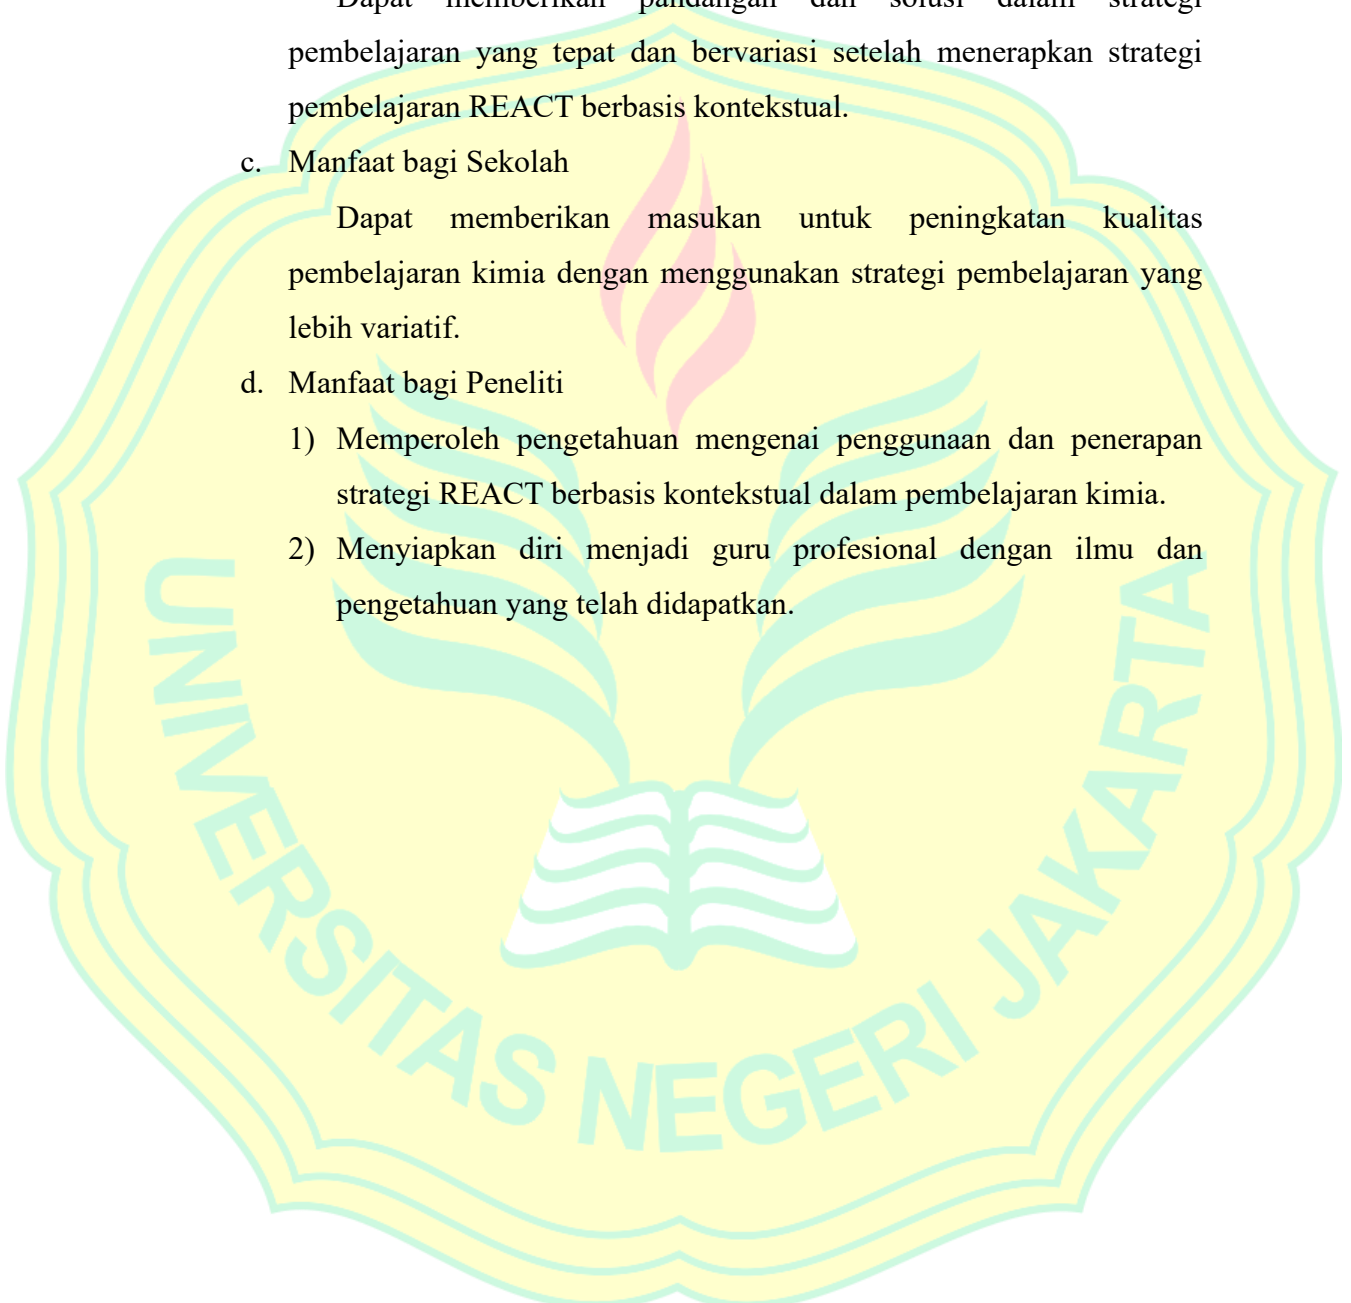 Dapat memberikan pandangan dan solusi dalam strategi
pembelajaran yang tepat dan bervariasi setelah menerapkan strategi
pembelajaran REACT berbasis kontekstual.
c. Manfaat bagi Sekolah
Dapat memberikan masukan untuk peningkatan kualitas
pembelajaran kimia dengan menggunakan strategi pembelajaran yang
lebih variatif.
d. Manfaat bagi Peneliti
1) Memperoleh pengetahuan mengenai penggunaan dan penerapan
strategi REACT berbasis kontekstual dalam pembelajaran kimia.
2) Menyiapkan diri menjadi guru profesional dengan ilmu dan
pengetahuan yang telah didapatkan.
UNIVERSITAS NEGERI JAKARTA